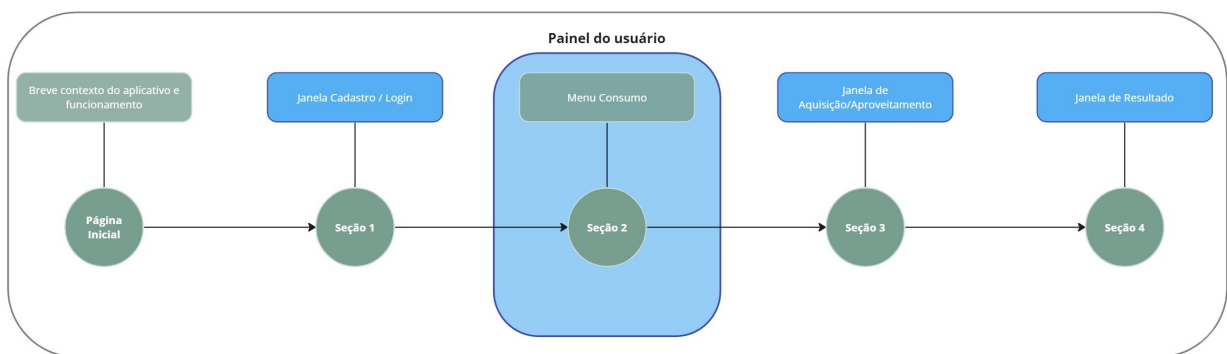 Painel do usuário
Breve contexto do aplicativo e
funcionamento
Janela Cadastro / Login
Menu Consumo
Janela de
Aquisição/Aproveitamento
Janela de Resultado
Página
Inicial
Seção 1
Seção 2
Seção 3
Seção 4